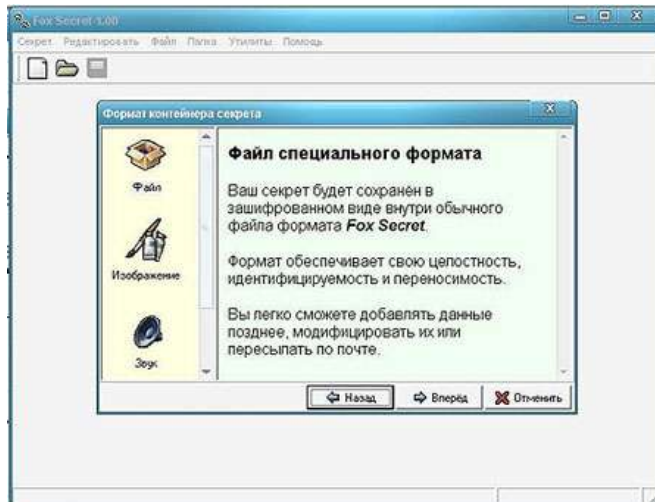 Fox Secret 1.00
Секрет Редактировать Файл Папка Утилиты Помощь
Формат контейнера секрета
Файл
Изображение
Звук
Файл специального формата
Ваш секрет будет сохранён в
зашифрованном виде внутри обычного
файла формата Fox Secret.
Формат обеспечивает свою целостность,
идентифицируемость и переносимость.
Вы легко сможете добавлять данные
позднее, модифицировать их или
пересылать по почте.
Назад Вперёд Отменить